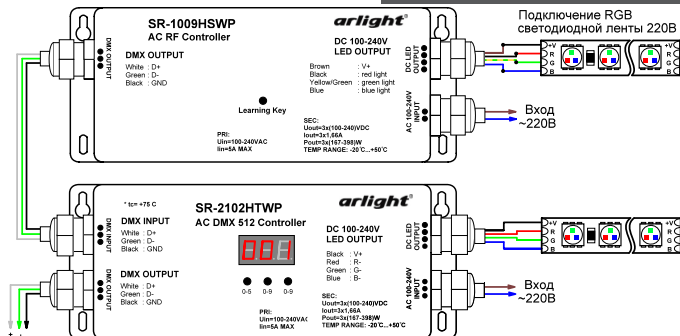 Подключение RGB
светодиодной ленты 220В
SR-1009HSWP
AC RF Controller
arlight®
DMX OUTPUT
DMX OUTPUT
White : D+
Green : D-
Black : GND
DC 100-240V
LED OUTPUT
Brown : V+
Black : red light
Yellow/Green : green light
Blue : blue light
DC LED
OUTPUT
+V
R
G
B
+V
R
G
B
Learning Key
AC 100-240V
INPUT
Вход
~220В
PRI:
Uin=100-240VAC
Iin=5A MAX
SEC:
Uout=3x(100-240)VDC
Iout=3x1,66A
Pout=3x(167-398)W
TEMP RANGE: -20°C...+50°C
* tc= +75 C
SR-2102HTWP
AC DMX 512 Controller
arlight®
DMX INPUT
DMX INPUT
White : D+
Green : D-
Black : GND
001
DC 100-240V
LED OUTPUT
Black : V+
Red : R-
Green : G-
Blue : B-
DC LED
OUTPUT
+V
R
G
B
+V
R
G
B
DMX OUTPUT
DMX OUTPUT
White : D+
Green : D-
Black : GND
0-5 0-9 0-9
AC 100-240V
INPUT
Вход
~220В
PRI:
Uin=100-240VAC
Iin=5A MAX
SEC:
Uout=3x(100-240)VDC
Iout=3x1,66A
Pout=3x(167-398)W
TEMP RANGE: -20°C...+50°C